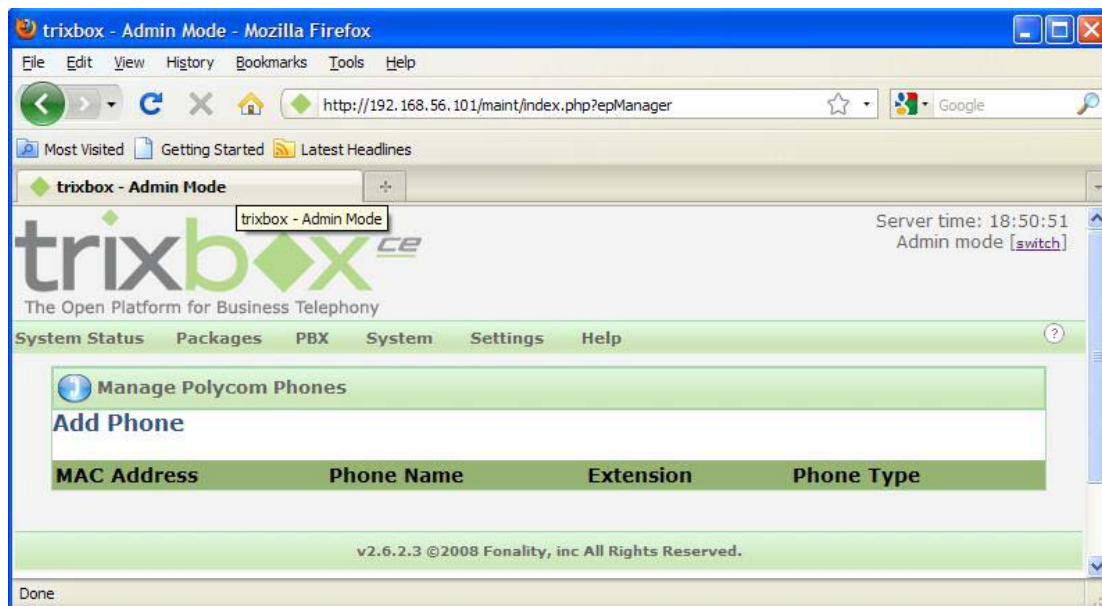 trixbox - Admin Mode - Mozilla Firefox
File Edit View History Bookmarks Tools Help
http://192.168.56.101/maint/index.php?epManager Google
Most Visited Getting Started Latest Headlines
trixbox - Admin Mode
trixbox - Admin Mode
Server time: 18:50:51
trixbox ce
Admin mode [switch]
The Open Platform for Business Telephony
System Status Packages PBX System Settings Help ?
Manage Polycom Phones
Add Phone
MAC Address Phone Name Extension Phone Type
v2.6.2.3 ©2008 Fonality, inc All Rights Reserved.
Done